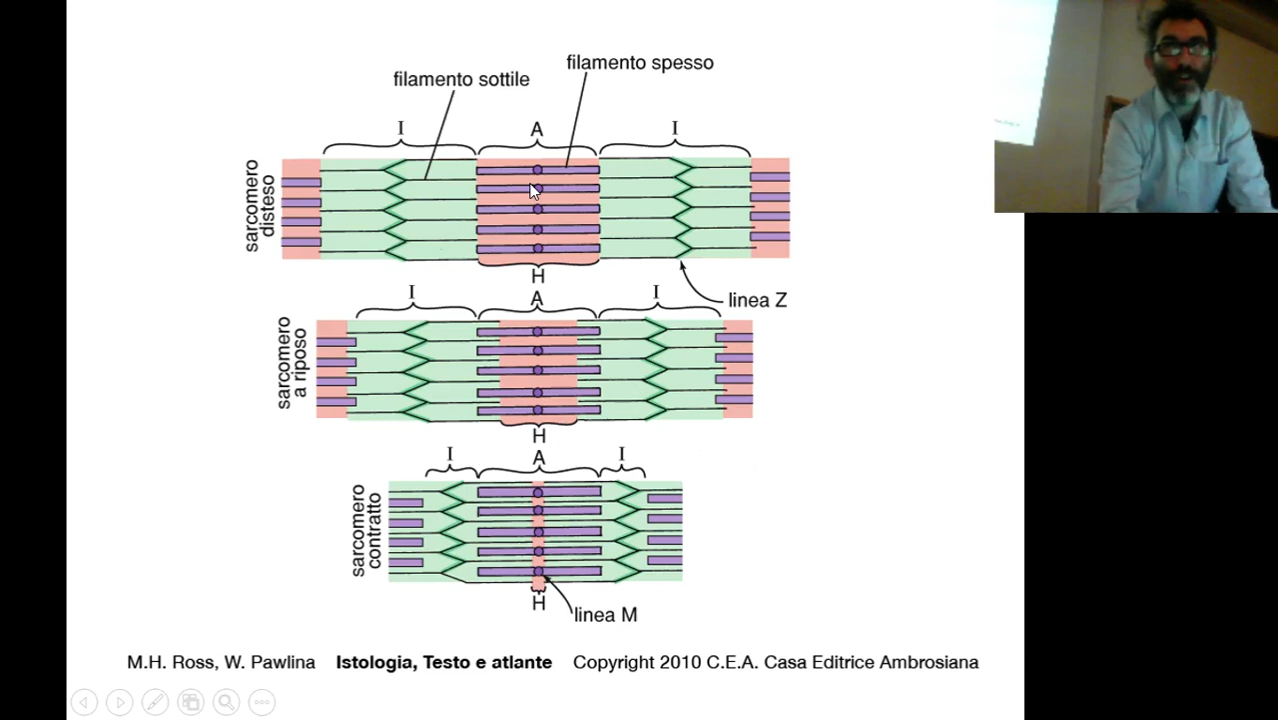 filamento spesso
filamento sottile
I
A
I
sarcomero
disteso
H
linea Z
I
A
I
sarcomero
a riposo
H
I
A
I
sarcomero
contratto
H
linea M
M.H. Ross, W. Pawlina Istologia, Testo e atlante Copyright 2010 C.E.A. Casa Editrice Ambrosiana